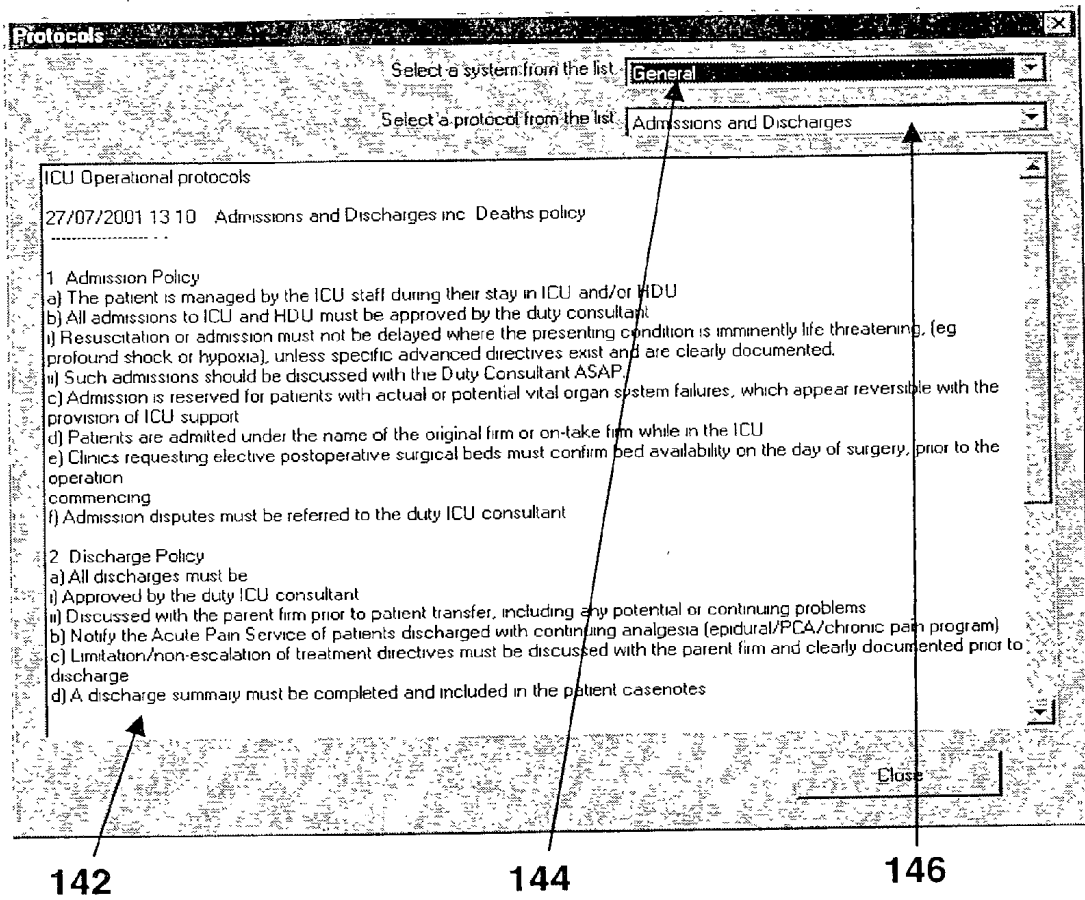 Protocols
Select a system from the list General
Select a protocol from the list Admissions and Discharges
ICU Operational protocols
27/07/2001 13 10 Admissions and Discharges inc Deaths policy
-------------- - -
1 Admission Policy
a) The patient is managed by the ICU staff during their stay in ICU and/or HDU
b) All admissions to ICU and HDU must be approved by the duty consultant
i) Resuscitation or admission must not be delayed where the presenting condition is imminently life threatening, (eg
profound shock or hypoxia), unless specific advanced directives exist and are clearly documented.
ii) Such admissions should be discussed with the Duty Consultant ASAP.
c) Admission is reserved for patients with actual or potential vital organ system failures, which appear reversible with the
provision of ICU support
d) Patients are admitted under the name of the original firm or on-take firm while in the ICU
e) Clinics requesting elective postoperative surgical beds must confirm bed availability on the day of surgery, prior to the
operation
commencing
f) Admission disputes must be referred to the duty ICU consultant
2 Discharge Policy
a) All discharges must be
i) Approved by the duty ICU consultant
ii) Discussed with the parent firm prior to patient transfer, including any potential or continuing problems
b) Notify the Acute Pain Service of patients discharged with continuing analgesia (epidural/PCA/chronic pain program)
c) Limitation/non-escalation of treatment directives must be discussed with the parent firm and clearly documented prior to
discharge
d) A discharge summary must be completed and included in the patient casenotes
Close
142 144 146